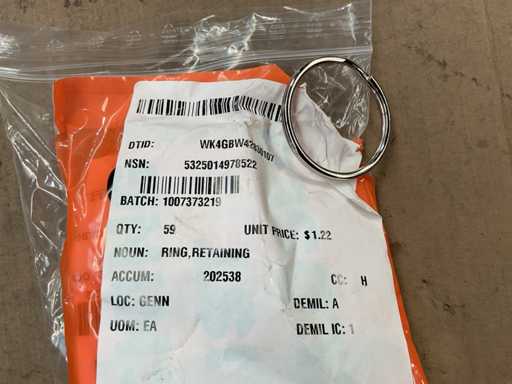 DTID: WK4GBW42930107
NSN: 5325014978522
BATCH: 1007373219
QTY: 59 UNIT PRICE: $1.22
NOUN: RING,RETAINING
ACCUM: 202538 CC: H
LOC: GENN DEMIL: A
UOM: EA DEMIL IC: 1